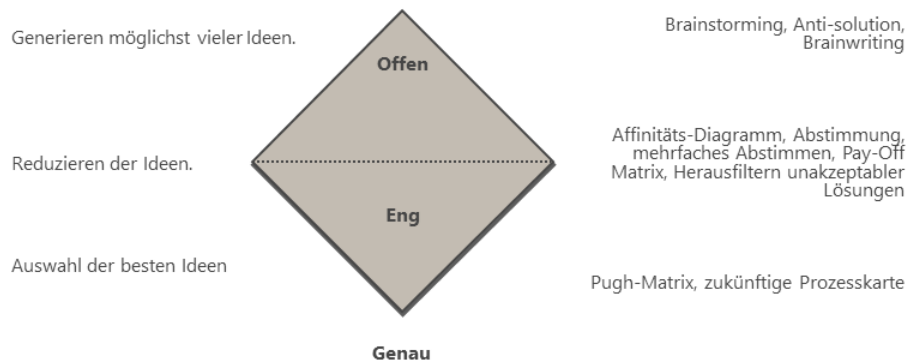 Generieren möglichst vieler Ideen.
Offen
Brainstorming, Anti-solution,
Brainwriting
Reduzieren der Ideen.
Affinitäts-Diagramm, Abstimmung,
mehrfaches Abstimmen, Pay-Off
Matrix, Herausfiltern unakzeptabler
Lösungen
Eng
Auswahl der besten Ideen
Pugh-Matrix, zukünftige Prozesskarte
Genau